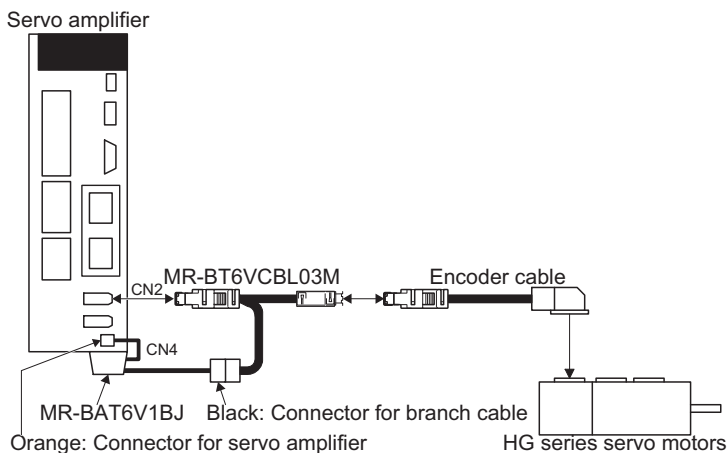 Servo amplifier
CN2
MR-BT6VCBL03M
Encoder cable
CN4
MR-BAT6V1BJ
Black: Connector for branch cable
Orange: Connector for servo amplifier
HG series servo motors